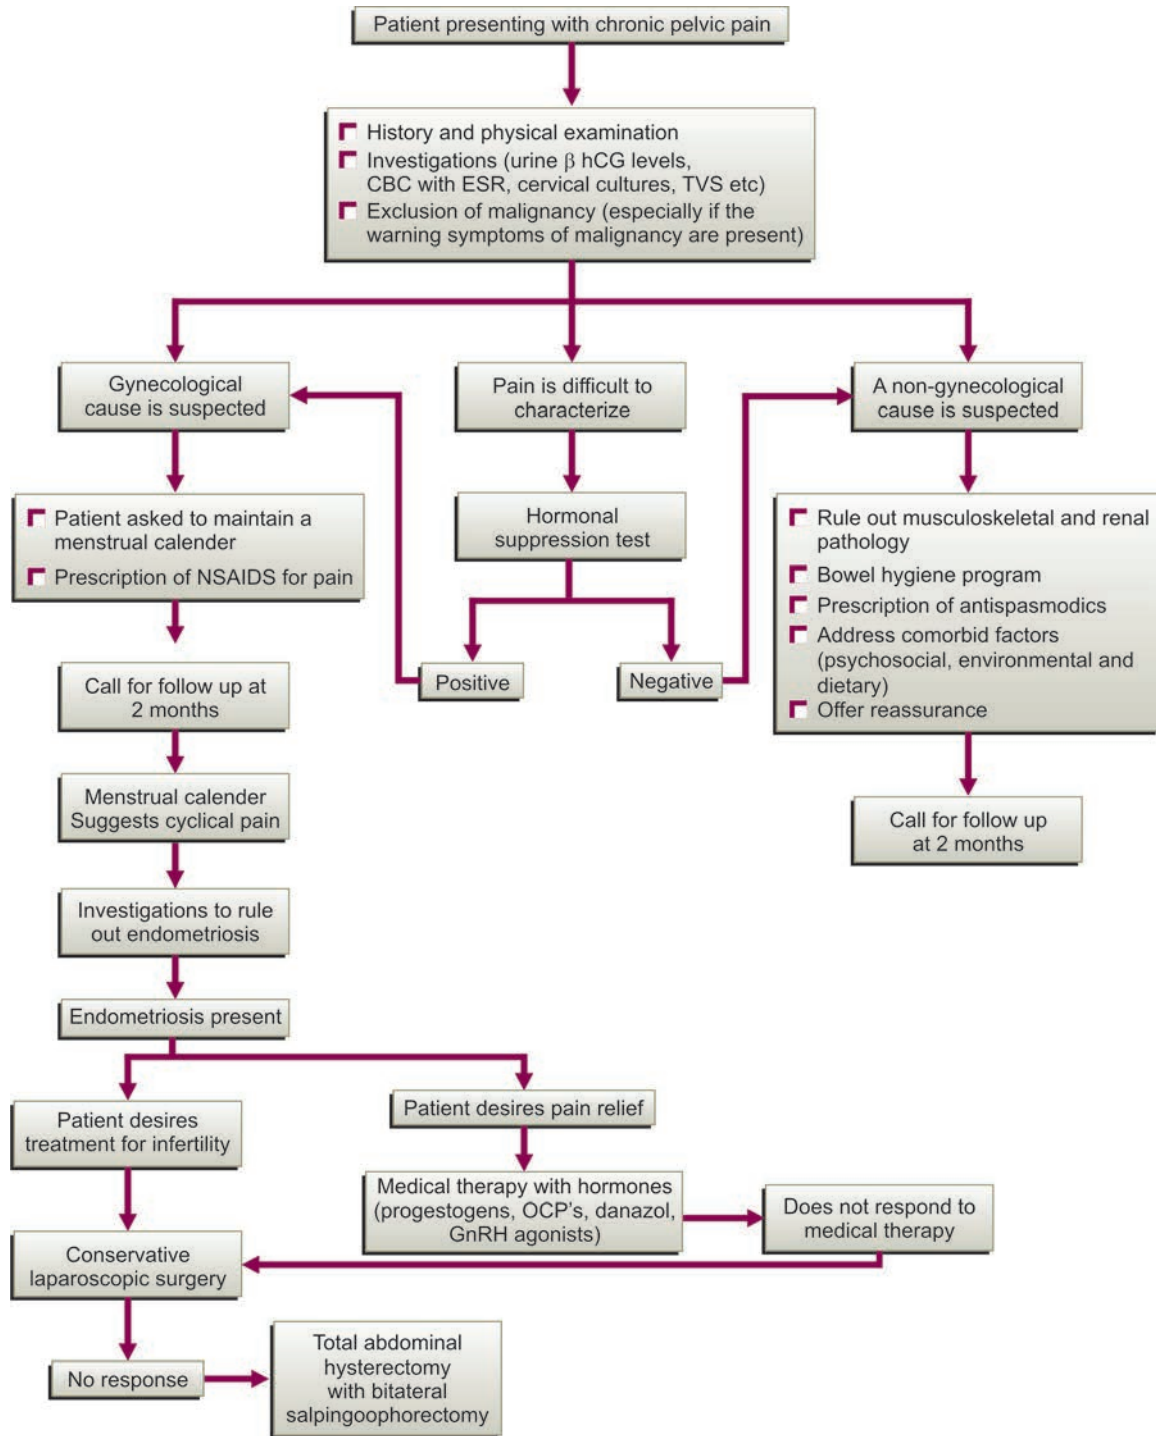 Patient presenting with chronic pelvic pain
History and physical examination
Investigations (urine β hCG levels,
CBC with ESR, cervical cultures, TVS etc)
Exclusion of malignancy (especially if the
warning symptoms of malignancy are present)
Gynecological
cause is suspected
Pain is difficult to
characterize
A non-gynecological
cause is suspected
Patient asked to maintain a
menstrual calender
Prescription of NSAIDS for pain
Hormonal
suppression test
Rule out musculoskeletal and renal
pathology
Bowel hygiene program
Prescription of antispasmodics
Address comorbid factors
(psychosocial, environmental and
dietary)
Offer reassurance
Positive
Negative
Call for follow up at
2 months
Menstrual calender
Suggests cyclical pain
Call for follow up
at 2 months
Investigations to rule
out endometriosis
Endometriosis present
Patient desires
treatment for infertility
Patient desires pain relief
Medical therapy with hormones
(progestogens, OCP's, danazol,
GnRH agonists)
Does not respond to
medical therapy
Conservative
laparoscopic surgery
No response
Total abdominal
hysterectomy
with bitateral
salpingoophorectomy